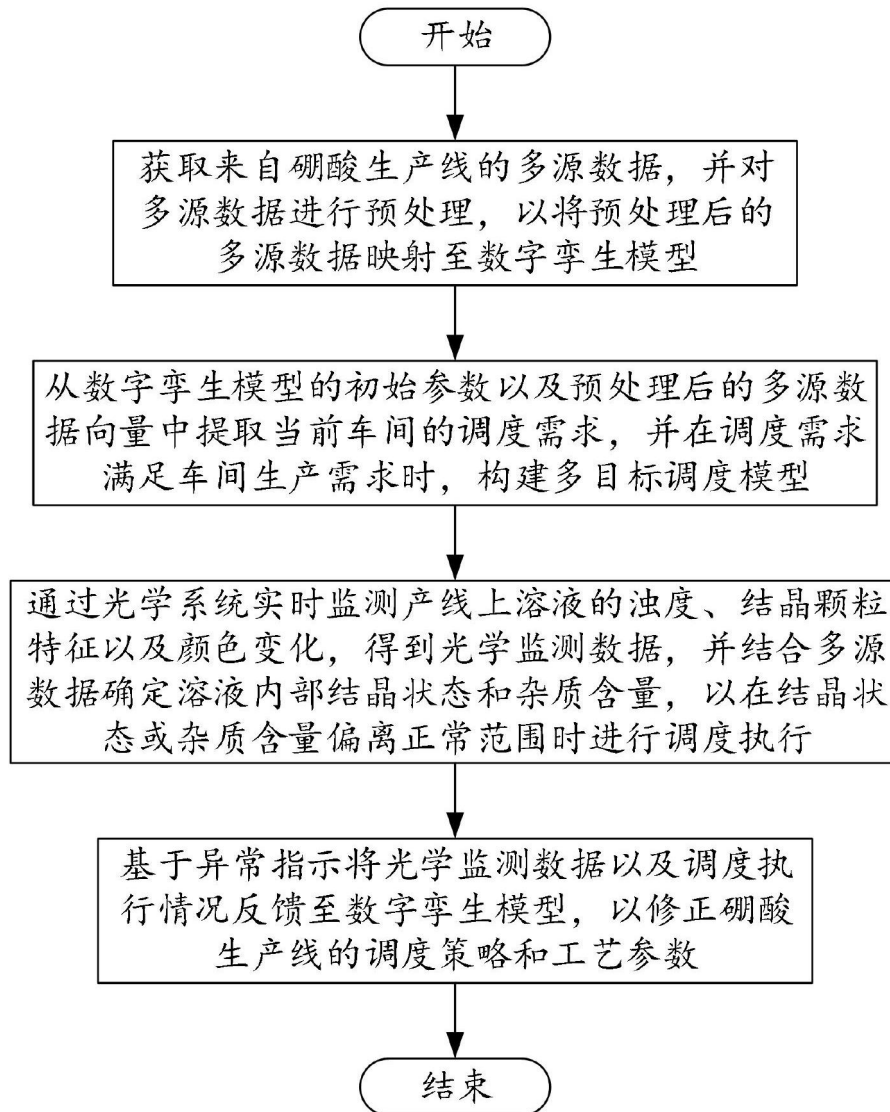 开始
获取来自硼酸生产线的多源数据，并对
多源数据进行预处理，以将预处理后的
多源数据映射至数字孪生模型
从数字孪生模型的初始参数以及预处理后的多源数
据向量中提取当前车间的调度需求，并在调度需求
满足车间生产需求时，构建多目标调度模型
通过光学系统实时监测产线上溶液的浊度、结晶颗粒
特征以及颜色变化，得到光学监测数据，并结合多源
数据确定溶液内部结晶状态和杂质含量，以在结晶状
态或杂质含量偏离正常范围时进行调度执行
基于异常指示将光学监测数据以及调度执
行情况反馈至数字孪生模型，以修正硼酸
生产线的调度策略和工艺参数
结束